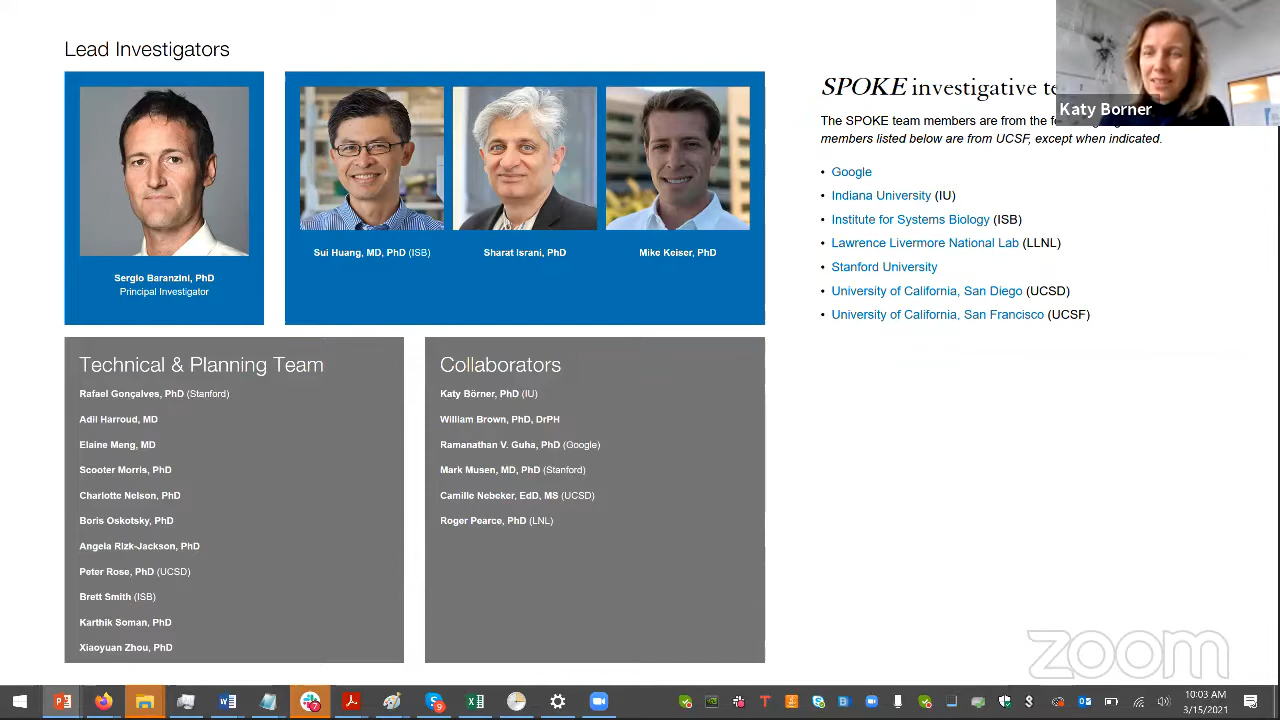 Lead Investigators
Sergio Baranzini, PhD
Principal Investigator
Sui Huang, MD, PhD (ISB)
Sharat Israni, PhD
Mike Keiser, PhD
SPOKE investigative
Katy Borner
The SPOKE team members are from the
members listed below are from UCSF, except when indicated.
• Google
• Indiana University (IU)
• Institute for Systems Biology (ISB)
• Lawrence Livermore National Lab (LLNL)
• Stanford University
• University of California, San Diego (UCSD)
• University of California, San Francisco (UCSF)
Technical & Planning Team
Rafael Gonçalves, PhD (Stanford)
Adil Harroud, MD
Elaine Meng, MD
Scooter Morris, PhD
Charlotte Nelson, PhD
Boris Oskotsky, PhD
Angela Rizk-Jackson, PhD
Peter Rose, PhD (UCSD)
Brett Smith (ISB)
Karthik Soman, PhD
Xiaoyuan Zhou, PhD
Collaborators
Katy Börner, PhD (IU)
William Brown, PhD, DrPH
Ramanathan V. Guha, PhD (Google)
Mark Musen, MD, PhD (Stanford)
Camille Nebeker, EdD, MS (UCSD)
Roger Pearce, PhD (LNL)
zoom
10:03 AM
3/15/2021